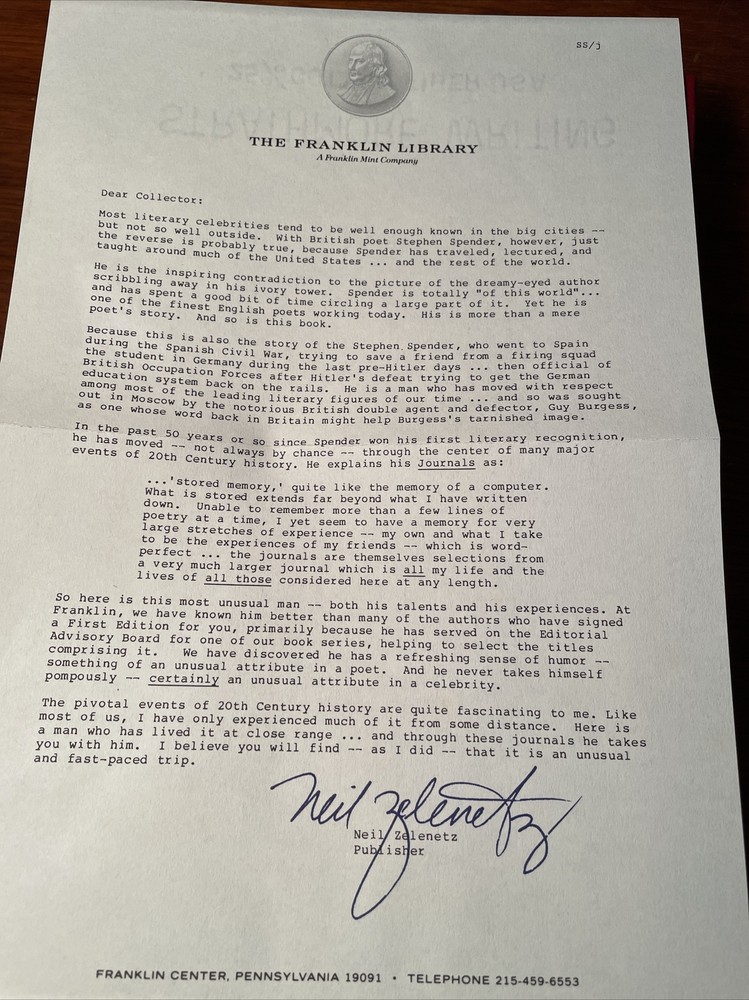 SS/j
THE FRANKLIN LIBRARY
A Franklin Mint Company
Dear Collector:
Most literary celebrities tend to be well enough known in the big cities --
but not so well outside. With British poet Stephen Spender, however, just
the reverse is probably true, because Spender has traveled, lectured, and
taught around much of the United States ... and the rest of the world.
He is the inspiring contradiction to the picture of the dreamy-eyed author
scribbling away in his ivory tower. Spender is totally "of this world"...
and has spent a good bit of time circling a large part of it. Yet he is
one of the finest English poets working today. His is more than a mere
poet's story. And so is this book.
Because this is also the story of the Stephen Spender, who went to Spain
during the Spanish Civil War, trying to save a friend from a firing squad
the student in Germany during the last pre-Hitler days ... then official of
British Occupation Forces after Hitler's defeat trying to get the German
education system back on the rails. He is a man who has moved with respect
among most of the leading literary figures of our time ... and so was sought
out in Moscow by the notorious British double agent and defector, Guy Burgess,
as one whose word back in Britain might help Burgess's tarnished image.
In the past 50 years or so since Spender won his first literary recognition,
he has moved -- not always by chance -- through the center of many major
events of 20th Century history. He explains his Journals as:
...'stored memory,' quite like the memory of a computer.
What is stored extends far beyond what I have written
down. Unable to remember more than a few lines of
poetry at a time, I yet seem to have a memory for very
large stretches of experience -- my own and what I take
to be the experiences of my friends -- which is word-
perfect ... the journals are themselves selections from
a very much larger journal which is all my life and the
lives of all those considered here at any length.
So here is this most unusual man -- both his talents and his experiences. At
Franklin, we have known him better than many of the authors who have signed
a First Edition for you, primarily because he has served on the Editorial
Advisory Board for one of our book series, helping to select the titles
comprising it. We have discovered he has a refreshing sense of humor --
something of an unusual attribute in a poet. And he never takes himself
pompously -- certainly an unusual attribute in a celebrity.
The pivotal events of 20th Century history are quite fascinating to me. Like
most of us, I have only experienced much of it from some distance. Here is
a man who has lived it at close range ... and through these journals he takes
you with him. I believe you will find -- as I did -- that it is an unusual
and fast-paced trip.
Neil Zelenetz
Neil Zelenetz
Publisher
FRANKLIN CENTER, PENNSYLVANIA 19091 • TELEPHONE 215-459-6553